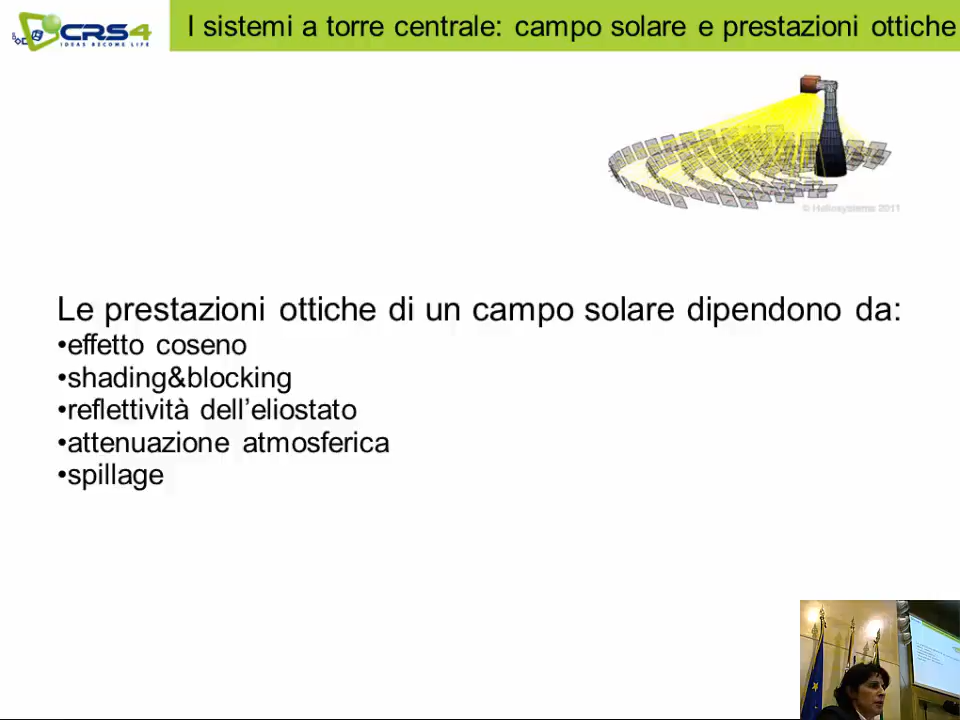 CRS4
IDEAS BECOME LIFE
I sistemi a torre centrale: campo solare e prestazioni ottiche
© Heliosystems 2011
Le prestazioni ottiche di un campo solare dipendono da:
•effetto coseno
•shading&blocking
•reflettività dell’eliostato
•attenuazione atmosferica
•spillage